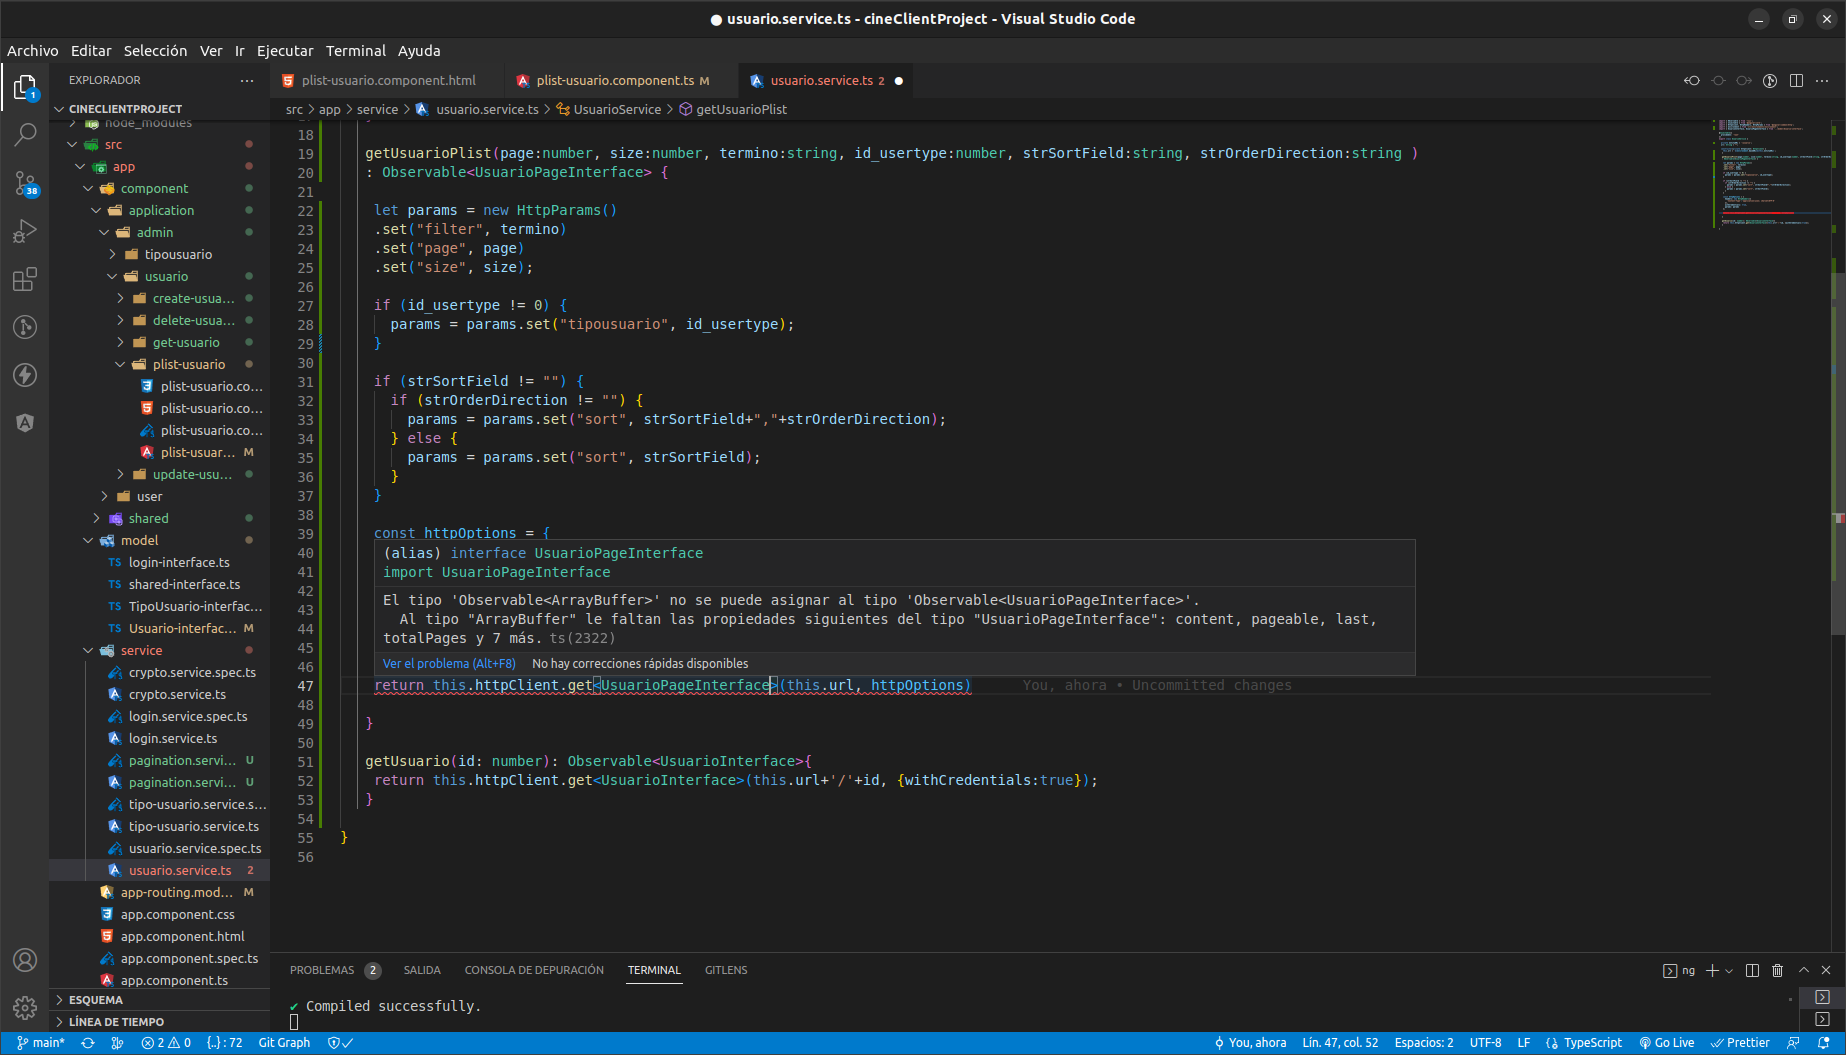 ● usuario.service.ts - cineClientProject - Visual Studio Code
Archivo Editar Selección Ver Ir Ejecutar Terminal Ayuda
EXPLORADOR
plist-usuario.component.html
plist-usuario.component.ts M
usuario.service.ts 2
CINECLIENTPROJECT
src > app > service > usuario.service.ts > UsuarioService > getUsuarioPlist
node_modules
src
app
component
application
admin
tipousuario
usuario
create-usua...
delete-usua...
get-usuario
plist-usuario
plist-usuario.co...
plist-usuario.co...
plist-usuario.co...
plist-usuar... M
update-usu...
user
shared
model
TS login-interface.ts
TS shared-interface.ts
TS TipoUsuario-interfac...
TS Usuario-interfac... M
service
crypto.service.spec.ts
crypto.service.ts
login.service.spec.ts
login.service.ts
pagination.servi... U
pagination.servi... U
tipo-usuario.service.s...
tipo-usuario.service.ts
usuario.service.spec.ts
usuario.service.ts 2
app-routing.mod... M
app.component.css
app.component.html
app.component.spec.ts
app.component.ts
ESQUEMA
LÍNEA DE TIEMPO
1
38
18
19 getUsuarioPlist(page:number, size:number, termino:string, id_usertype:number, strSortField:string, strOrderDirection:string )
20 : Observable<UsuarioPageInterface> {
21
22 let params = new HttpParams()
23 .set("filter", termino)
24 .set("page", page)
25 .set("size", size);
26
27 if (id_usertype != 0) {
28 params = params.set("tipousuario", id_usertype);
29 }
30
31 if (strSortField != "") {
32 if (strOrderDirection != "") {
33 params = params.set("sort", strSortField+","+strOrderDirection);
34 } else {
35 params = params.set("sort", strSortField);
36 }
37 }
38
39 const httpOptions = {
40
41
42
43
44
45
46
(alias) interface UsuarioPageInterface
import UsuarioPageInterface
El tipo 'Observable<ArrayBuffer>' no se puede asignar al tipo 'Observable<UsuarioPageInterface>'.
Al tipo "ArrayBuffer" le faltan las propiedades siguientes del tipo "UsuarioPageInterface": content, pageable, last,
totalPages y 7 más. ts(2322)
Ver el problema (Alt+F8) No hay correcciones rápidas disponibles
47 return this.httpClient.get<UsuarioPageInterface>(this.url, httpOptions) You, ahora • Uncommitted changes
48
49 }
50
51 getUsuario(id: number): Observable<UsuarioInterface>{
52 return this.httpClient.get<UsuarioInterface>(this.url+'/'+id, {withCredentials:true});
53 }
54
55 }
56
PROBLEMAS 2 SALIDA CONSOLA DE DEPURACIÓN TERMINAL GITLENS
ng
✔ Compiled successfully.
main* 2 0 {..} : 72 Git Graph You, ahora Lín. 47, col. 52 Espacios: 2 UTF-8 LF TypeScript Go Live Prettier